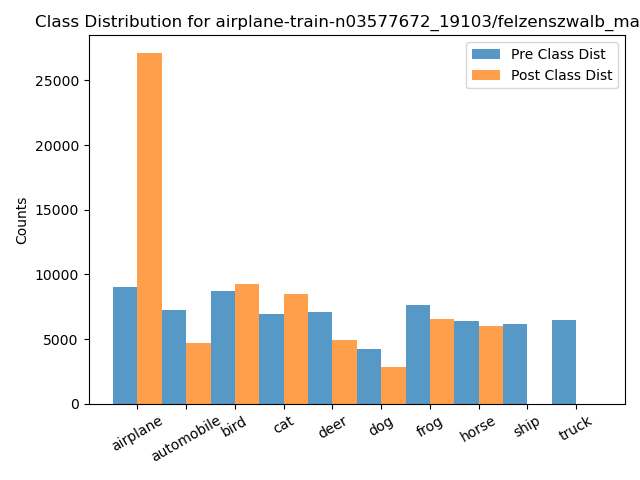 Class Distribution for airplane-train-n03577672_19103/felzenszwalb_ma
Pre Class Dist
Post Class Dist
Counts
25000
20000
15000
10000
5000
0
airplane
automobile
bird
cat
deer
dog
frog
horse
ship
truck